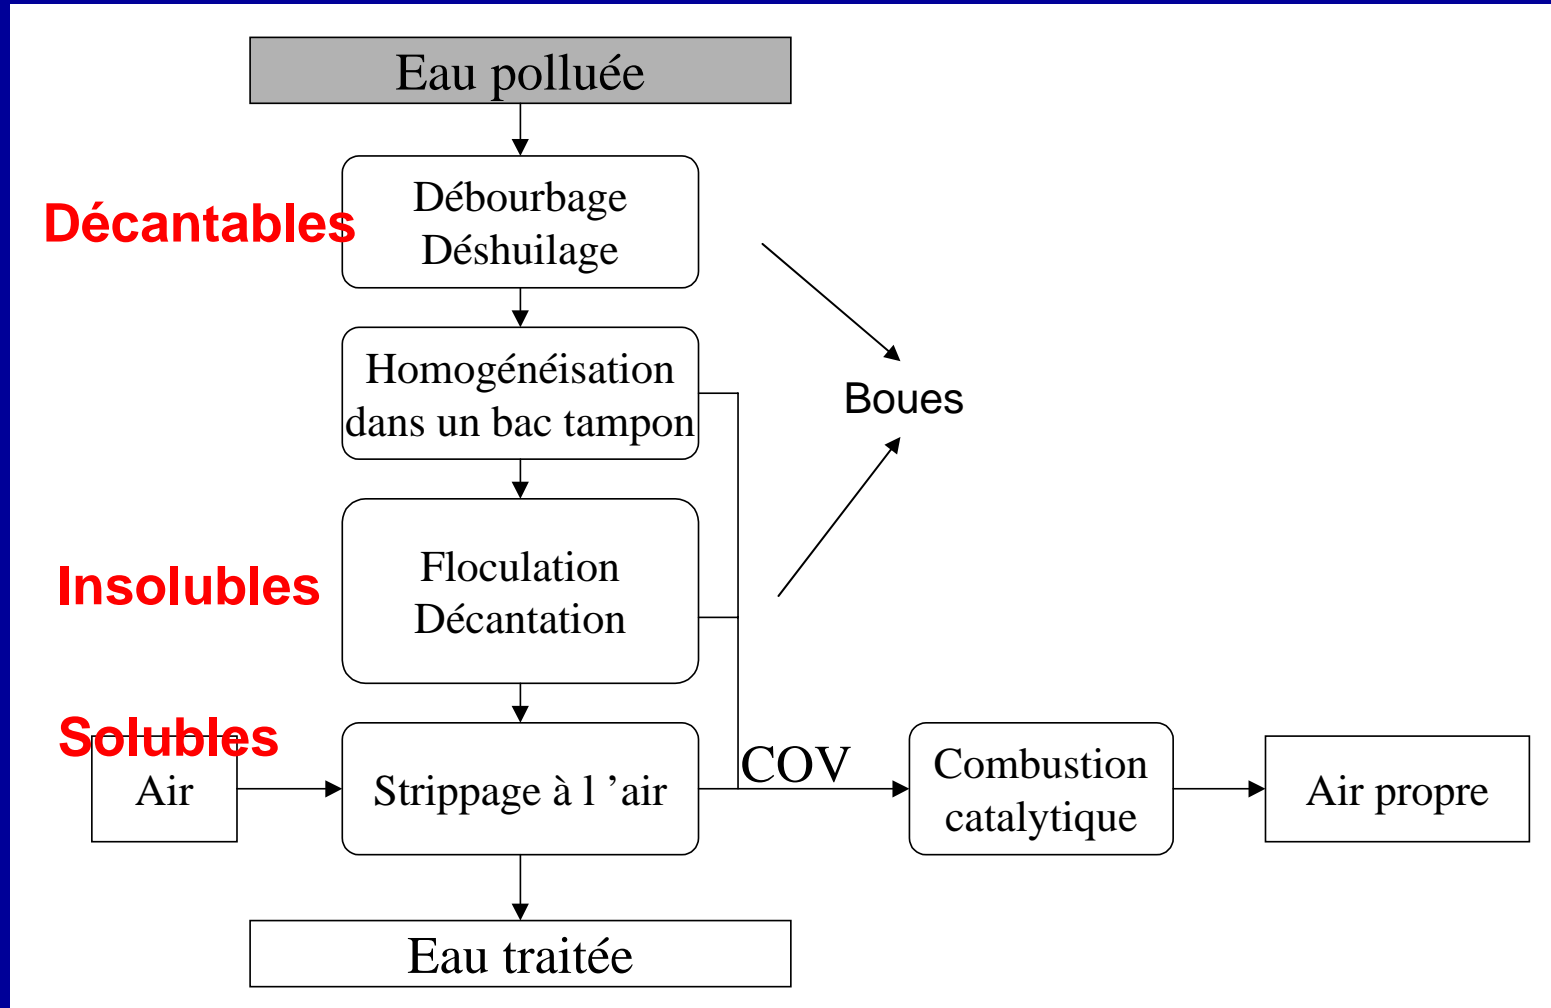 Eau polluée
Décantables
Débourbage
Déshuilage
Homogénéisation
dans un bac tampon
Boues
Insolubles
Floculation
Décantation
Solubles
Air
Strippage à l ’air
COV
Combustion
catalytique
Air propre
Eau traitée